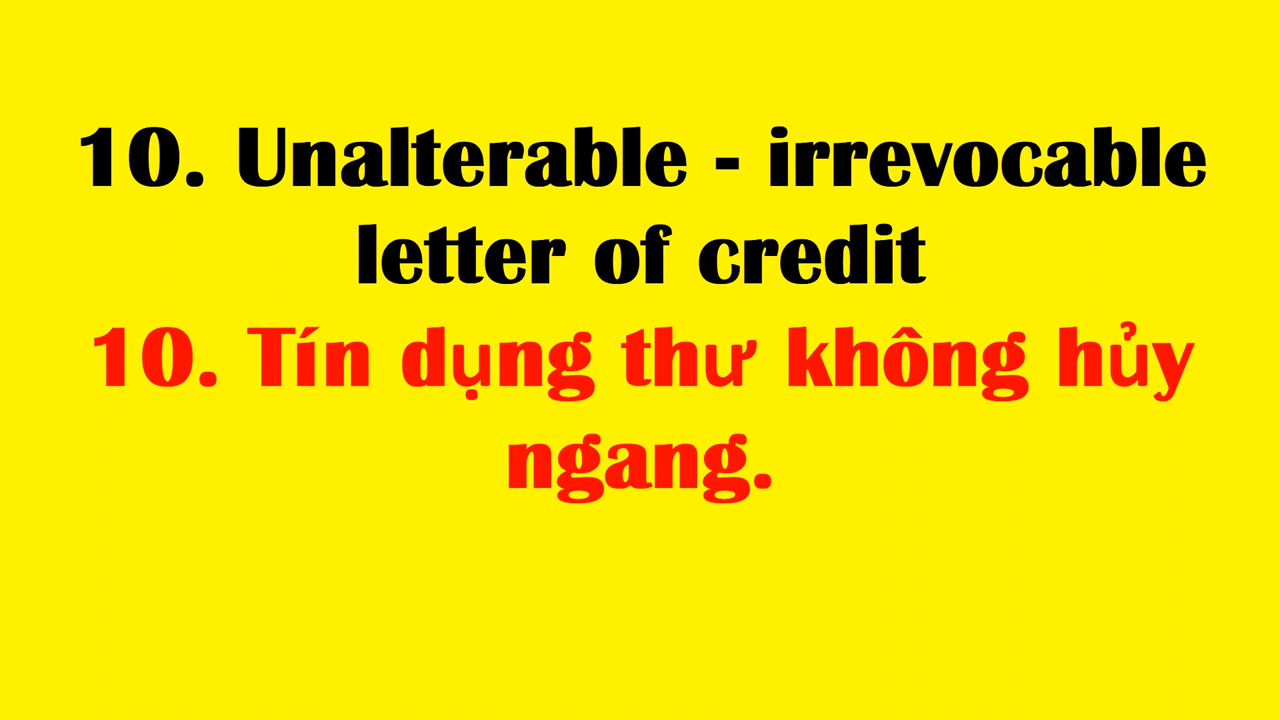 10. Unalterable - irrevocable
letter of credit
10. Tín dụng thư không hủy
ngang.